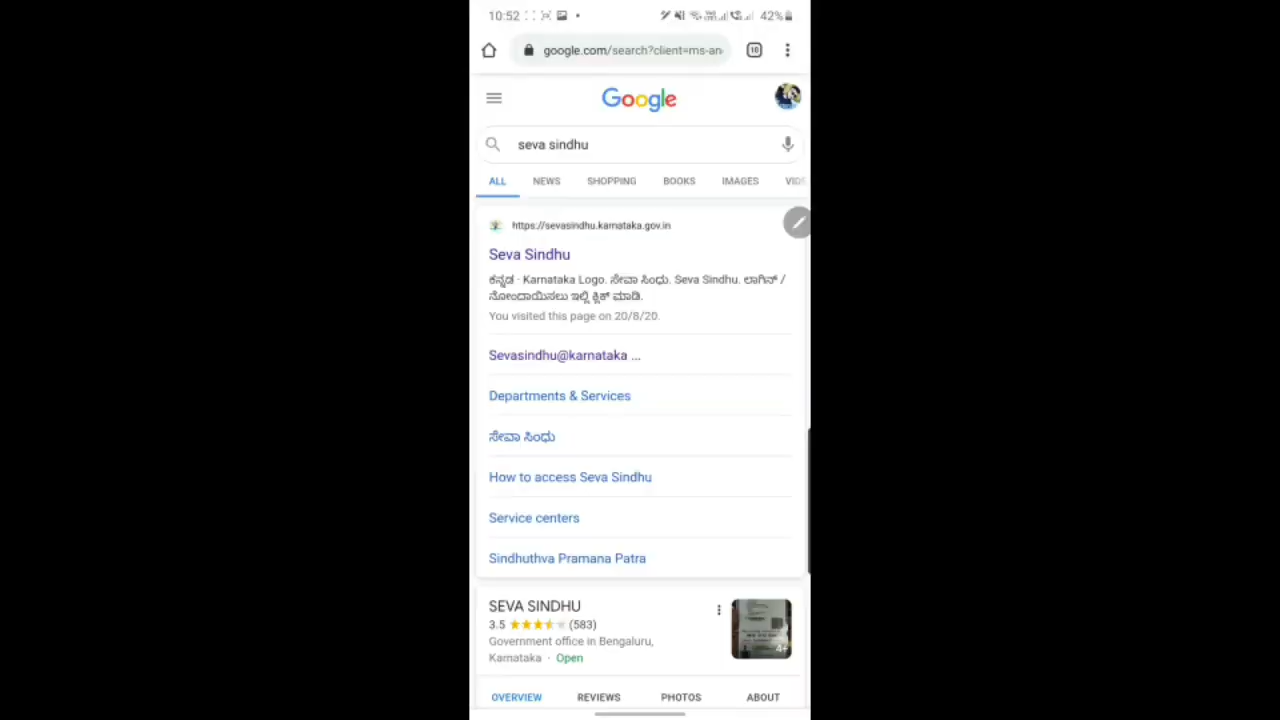 10:52 42%
google.com/search?client=ms-an
10
Google
seva sindhu
ALL NEWS SHOPPING BOOKS IMAGES VID
https://sevasindhu.karnataka.gov.in
Seva Sindhu
ಕನ್ನಡ · Karnataka Logo. ಸೇವಾ ಸಿಂಧು. Seva Sindhu. ಲಾಗಿನ್ /
ನೋಂದಾಯಿಸಲು ಇಲ್ಲಿ ಕ್ಲಿಕ್ ಮಾಡಿ.
You visited this page on 20/8/20.
Sevasindhu@karnataka ...
Departments & Services
ಸೇವಾ ಸಿಂಧು
How to access Seva Sindhu
Service centers
Sindhuthva Pramana Patra
SEVA SINDHU
3.5 (583)
Government office in Bengaluru,
Karnataka · Open
4+
OVERVIEW REVIEWS PHOTOS ABOUT